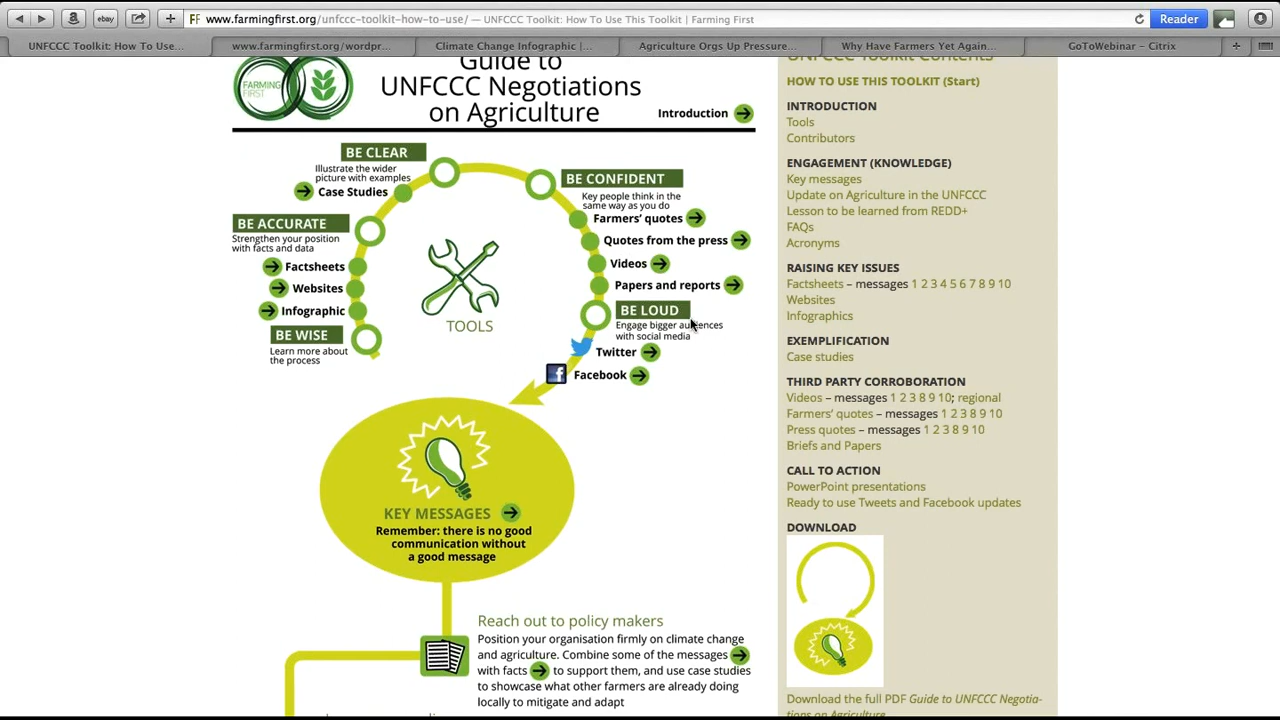 www.farmingfirst.org/unfccc-toolkit-how-to-use/ — UNFCCC Toolkit: How To Use This Toolkit | Farming First
Reader
ebay
UNFCCC Toolkit: How To Use...
www.farmingfirst.org/wordpr...
Climate Change Infographic |...
Agriculture Orgs Up Pressure...
Why Have Farmers Yet Again...
GoToWebinar – Citrix
FARMING
FIRST
Guide to
UNFCCC Negotiations
on Agriculture
Introduction
BE CLEAR
Illustrate the wider
picture with examples
Case Studies
BE ACCURATE
Strengthen your position
with facts and data
Factsheets
Websites
Infographic
BE WISE
Learn more about
the process
TOOLS
BE CONFIDENT
Key people think in the
same way as you do
Farmers' quotes
Quotes from the press
Videos
Papers and reports
BE LOUD
Engage bigger audiences
with social media
Twitter
Facebook
KEY MESSAGES
Remember: there is no good
communication without
a good message
Reach out to policy makers
Position your organisation firmly on climate change
and agriculture. Combine some of the messages
with facts to support them, and use case studies
to showcase what other farmers are already doing
locally to mitigate and adapt
UNFCCC Toolkit Contents
HOW TO USE THIS TOOLKIT (Start)
INTRODUCTION
Tools
Contributors
ENGAGEMENT (KNOWLEDGE)
Key messages
Update on Agriculture in the UNFCCC
Lesson to be learned from REDD+
FAQs
Acronyms
RAISING KEY ISSUES
Factsheets – messages 1 2 3 4 5 6 7 8 9 10
Websites
Infographics
EXEMPLIFICATION
Case studies
THIRD PARTY CORROBORATION
Videos – messages 1 2 3 8 9 10; regional
Farmers' quotes – messages 1 2 3 8 9 10
Press quotes – messages 1 2 3 8 9 10
Briefs and Papers
CALL TO ACTION
PowerPoint presentations
Ready to use Tweets and Facebook updates
DOWNLOAD
Download the full PDF Guide to UNFCCC Negotia-
tions on Agriculture